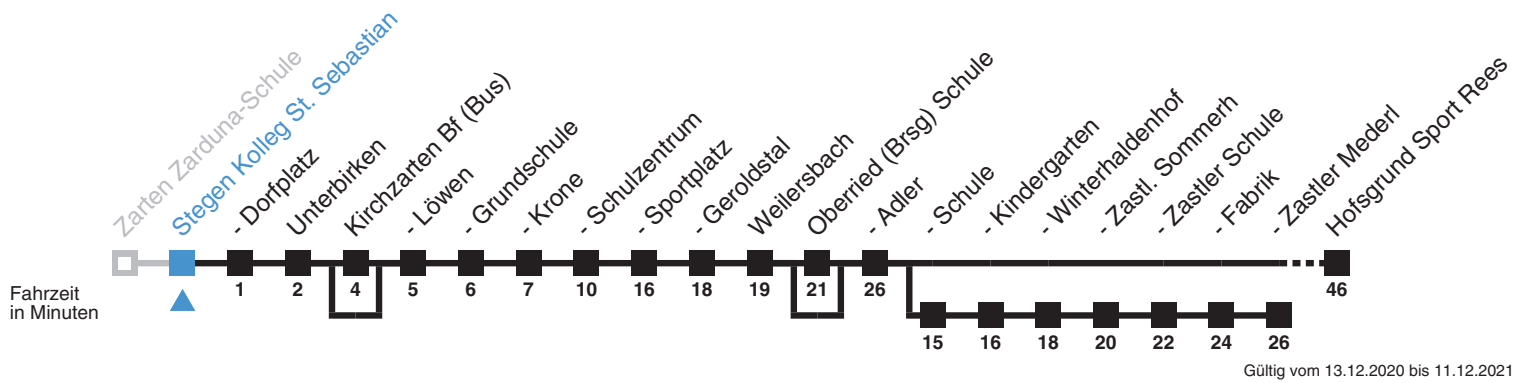 Zarten Zarduna-Schule
Stegen Kolleg St. Sebastian
- Dorfplatz
Unterbirken
Kirchzarten Bf (Bus)
- Löwen
- Grundschule
- Krone
- Schulzentrum
- Sportplatz
- Geroldstal
Weilersbach
Oberried (Brsg) Schule
- Adler
- Schule
- Kindergarten
- Winterhaldenhof
- Zastl. Sommerh
- Zastler Schule
- Fabrik
- Zastler Mederl
Hofsgrund Sport Rees
Fahrzeit
in Minuten
1 2 4 5 6 7 10 16 18 19 21 26 46
15 16 18 20 22 24 26
Gültig vom 13.12.2020 bis 11.12.2021